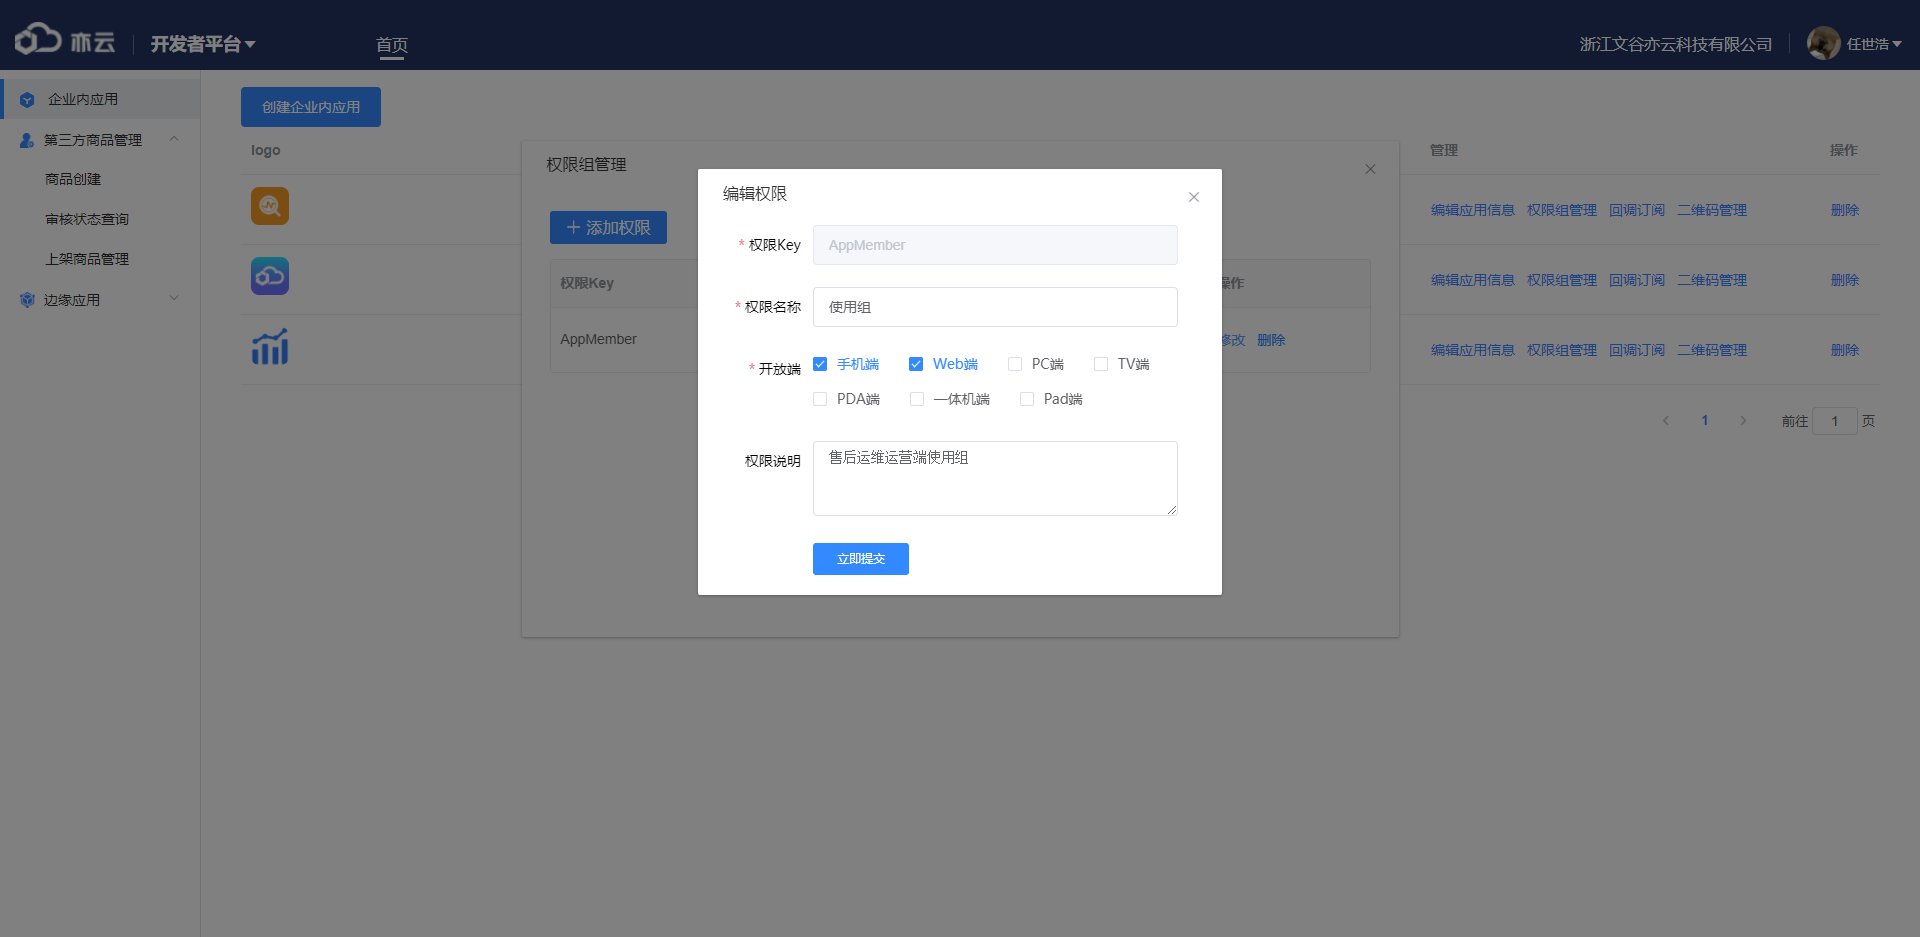 亦云
开发者平台
首页
浙江文谷亦云科技有限公司
任世浩
企业内应用
第三方商品管理
商品创建
审核状态查询
上架商品管理
边缘应用
创建企业内应用
logo
管理
操作
编辑应用信息 权限组管理 回调订阅 二维码管理 删除
编辑应用信息 权限组管理 回调订阅 二维码管理 删除
编辑应用信息 权限组管理 回调订阅 二维码管理 删除
1
前往 1 页
权限组管理
添加权限
权限Key
操作
AppMember
修改 删除
编辑权限
* 权限Key AppMember
* 权限名称 使用组
* 开放端 手机端 Web端 PC端 TV端
PDA端 一体机端 Pad端
权限说明 售后运维运营端使用组
立即提交